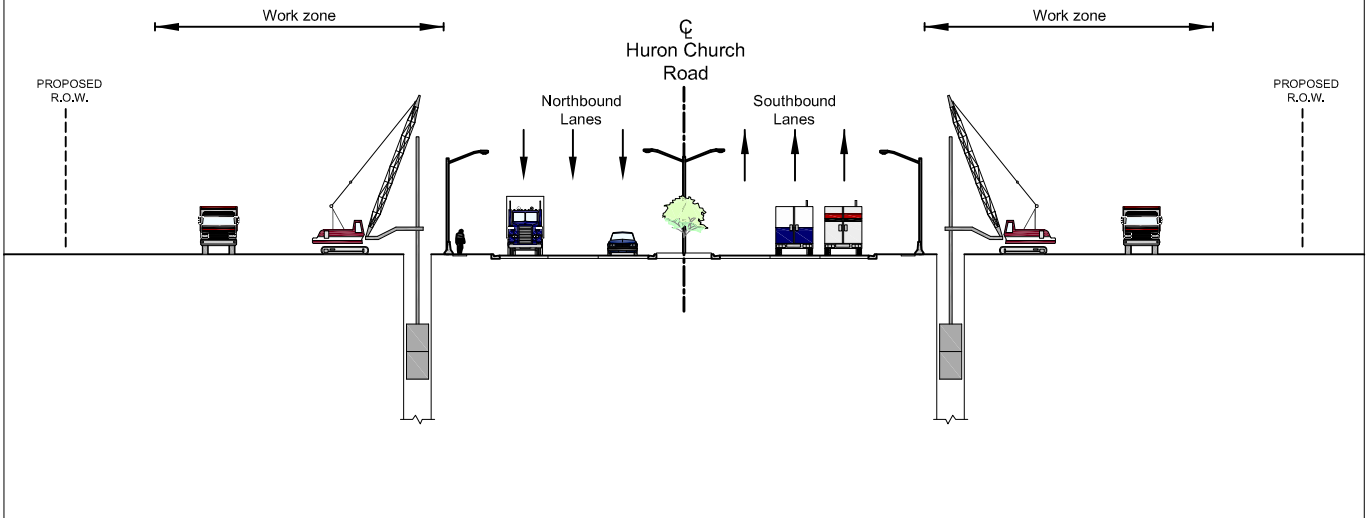 Work zone
Work zone
℄
Huron Church
Road
PROPOSED
R.O.W.
PROPOSED
R.O.W.
Northbound
Lanes
Southbound
Lanes